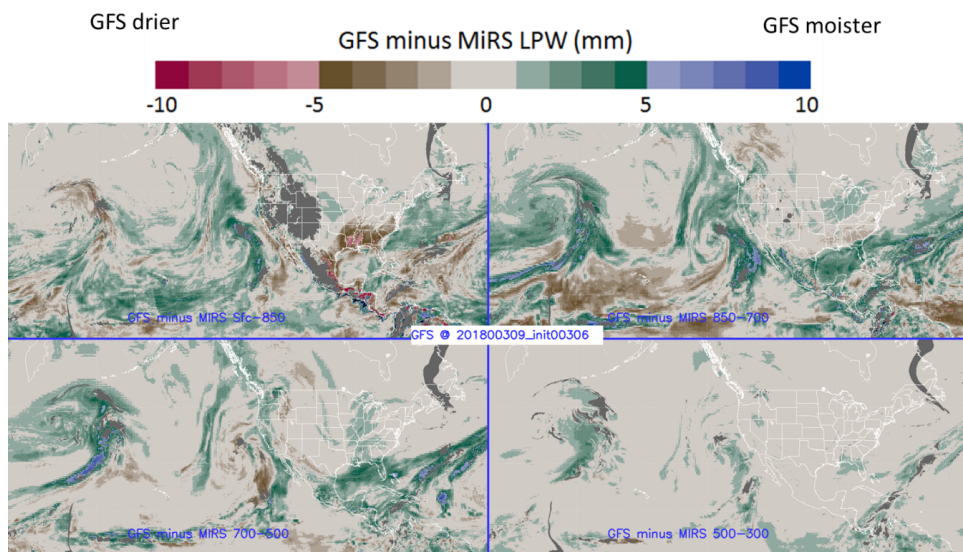 GFS drier
GFS moister
GFS minus MiRS LPW (mm)
-10 -5 0 5 10
GFS minus MIRS Sfc-850
GFS minus MIRS 850-700
GFS @ 201800309_init00306
GFS minus MIRS 700-500
GFS minus MIRS 500-300